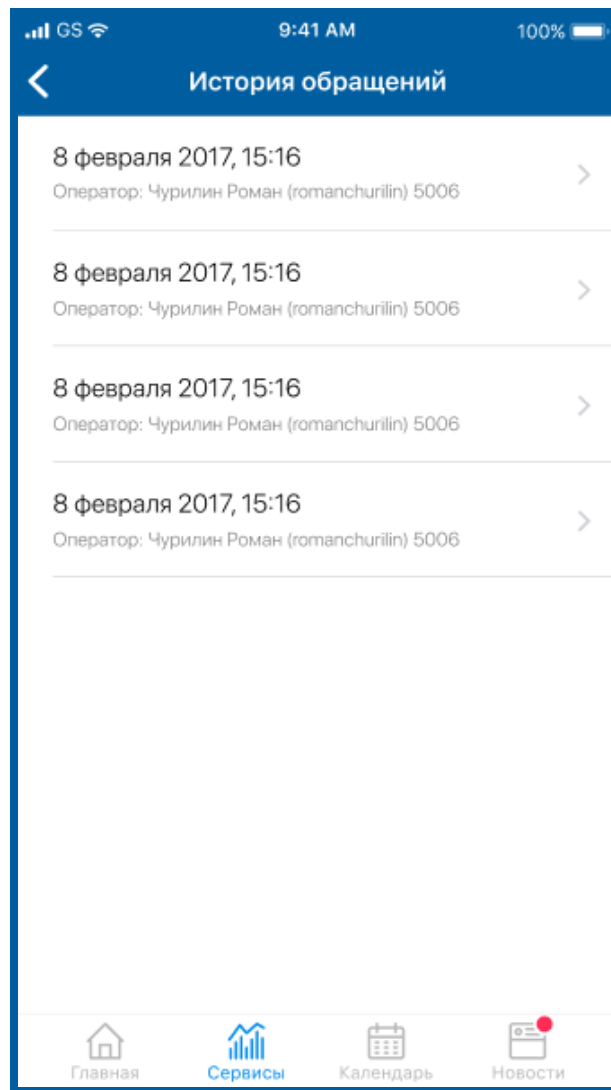 GS 9:41 AM 100%
История обращений
8 февраля 2017, 15:16
Оператор: Чурилин Роман (romanchurilin) 5006
8 февраля 2017, 15:16
Оператор: Чурилин Роман (romanchurilin) 5006
8 февраля 2017, 15:16
Оператор: Чурилин Роман (romanchurilin) 5006
8 февраля 2017, 15:16
Оператор: Чурилин Роман (romanchurilin) 5006
Главная Сервисы Календарь Новости